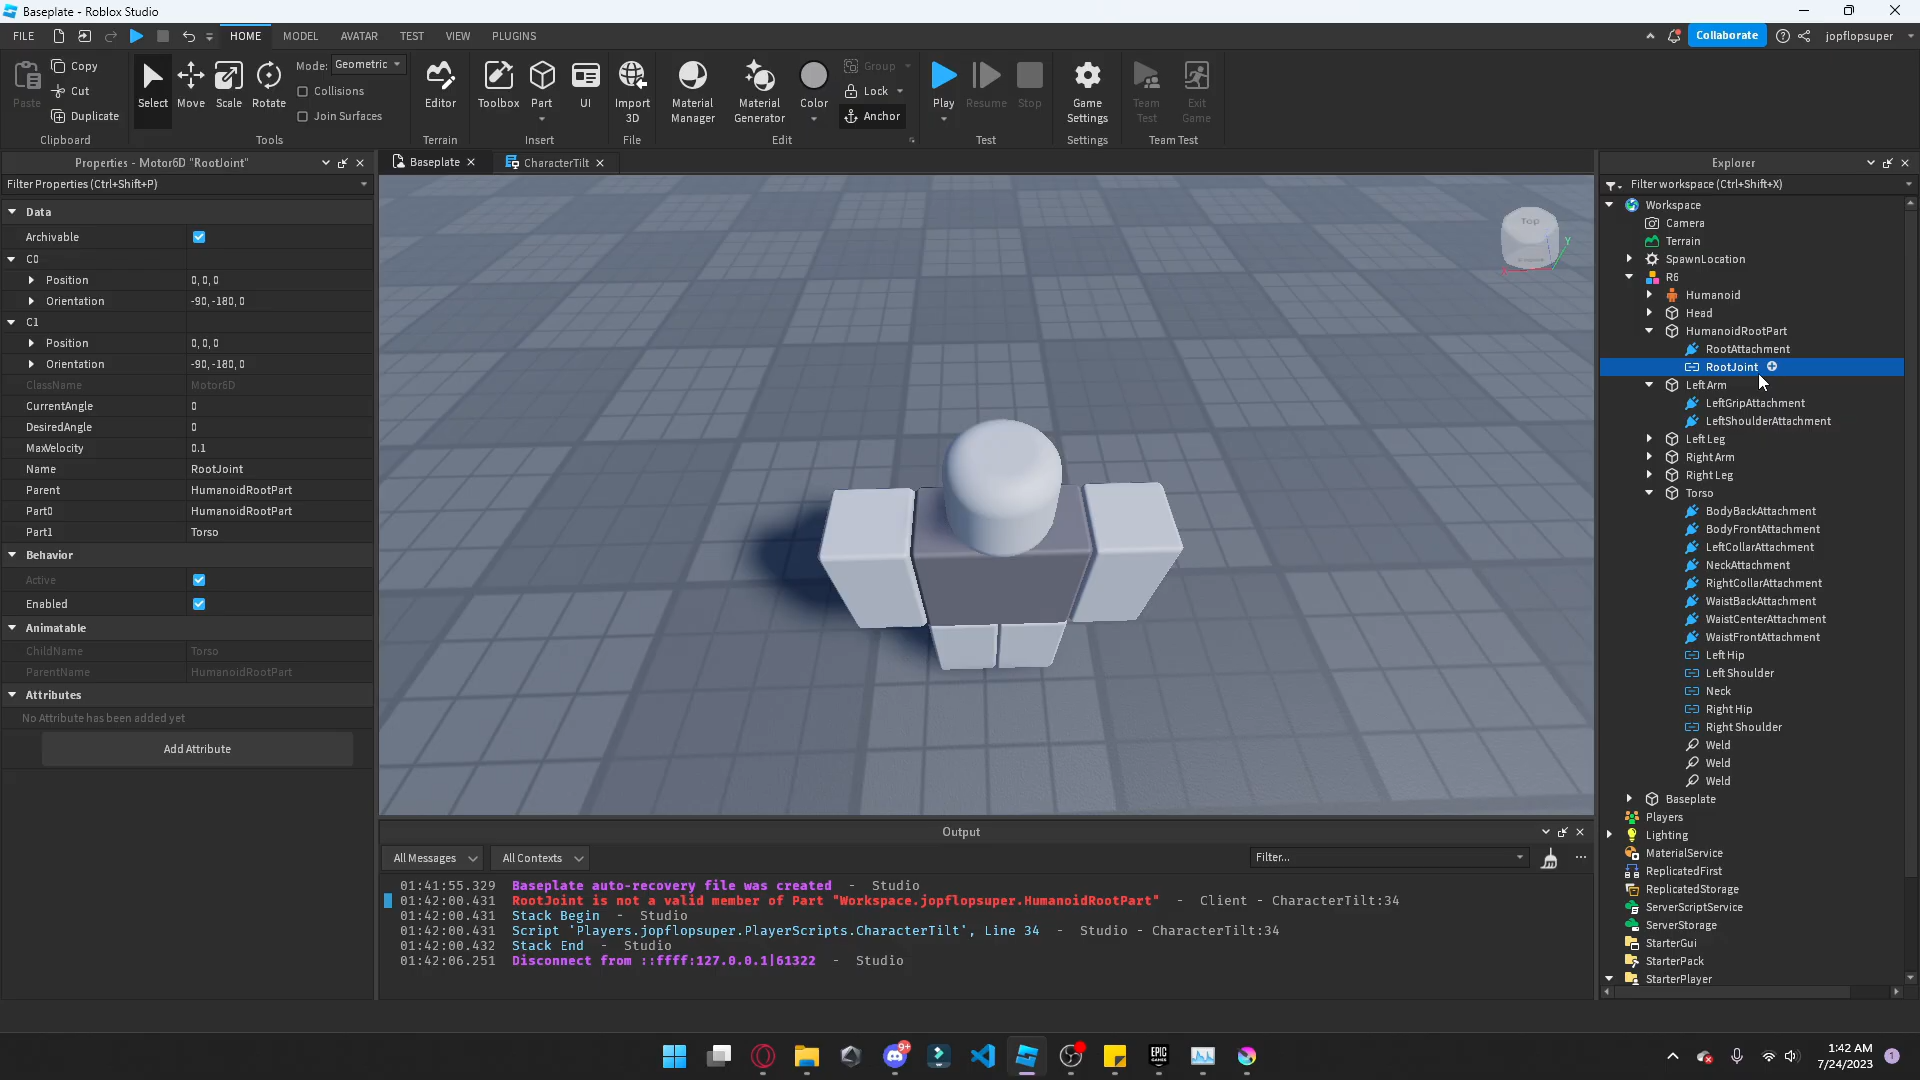 Baseplate - Roblox Studio
FILE HOME MODEL AVATAR TEST VIEW PLUGINS Collaborate jopflopsuper
Paste Copy Cut Duplicate Clipboard
Select Move Scale Rotate Mode: Geometric Collisions Join Surfaces Tools
Editor Terrain
Toolbox Part UI Insert
Import 3D File
Material Manager Material Generator Color Group Lock Anchor Edit
Play Resume Stop Test
Game Settings Settings
Team Test Exit Game Team Test
Properties - Motor6D "RootJoint"
Filter Properties (Ctrl+Shift+P)
Data
Archivable
C0
Position 0, 0, 0
Orientation -90, -180, 0
C1
Position 0, 0, 0
Orientation -90, -180, 0
ClassName Motor6D
CurrentAngle 0
DesiredAngle 0
MaxVelocity 0.1
Name RootJoint
Parent HumanoidRootPart
Part0 HumanoidRootPart
Part1 Torso
Behavior
Active
Enabled
Animatable
ChildName Torso
ParentName HumanoidRootPart
Attributes
No Attribute has been added yet
Add Attribute
Baseplate CharacterTilt
Top
Y
Output
All Messages All Contexts Filter...
01:41:55.329 Baseplate auto-recovery file was created - Studio
01:42:00.431 RootJoint is not a valid member of Part "Workspace.jopflopsuper.HumanoidRootPart" - Client - CharacterTilt:34
01:42:00.431 Stack Begin - Studio
01:42:00.431 Script 'Players.jopflopsuper.PlayerScripts.CharacterTilt', Line 34 - Studio - CharacterTilt:34
01:42:00.432 Stack End - Studio
01:42:06.251 Disconnect from ::ffff:127.0.0.1|61322 - Studio
Explorer
Filter workspace (Ctrl+Shift+X)
Workspace
Camera
Terrain
SpawnLocation
R6
Humanoid
Head
HumanoidRootPart
RootAttachment
RootJoint
Left Arm
LeftGripAttachment
LeftShoulderAttachment
Left Leg
Right Arm
Right Leg
Torso
BodyBackAttachment
BodyFrontAttachment
LeftCollarAttachment
NeckAttachment
RightCollarAttachment
WaistBackAttachment
WaistCenterAttachment
WaistFrontAttachment
Left Hip
Left Shoulder
Neck
Right Hip
Right Shoulder
Weld
Weld
Weld
Baseplate
Players
Lighting
MaterialService
ReplicatedFirst
ReplicatedStorage
ServerScriptService
ServerStorage
StarterGui
StarterPack
StarterPlayer
9+
EPIC GAMES
1:42 AM
7/24/2023
1